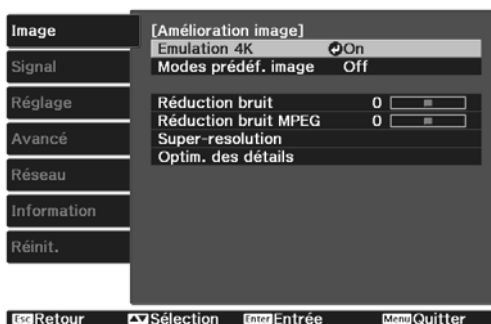 Image
Signal
Réglage
Avancé
Réseau
Information
Réinit.
[Amélioration image]
Emulation 4K On
Modes prédéf. image Off
Réduction bruit 0
Réduction bruit MPEG 0
Super-resolution
Optim. des détails
Esc Retour Sélection Enter Entrée Menu Quitter